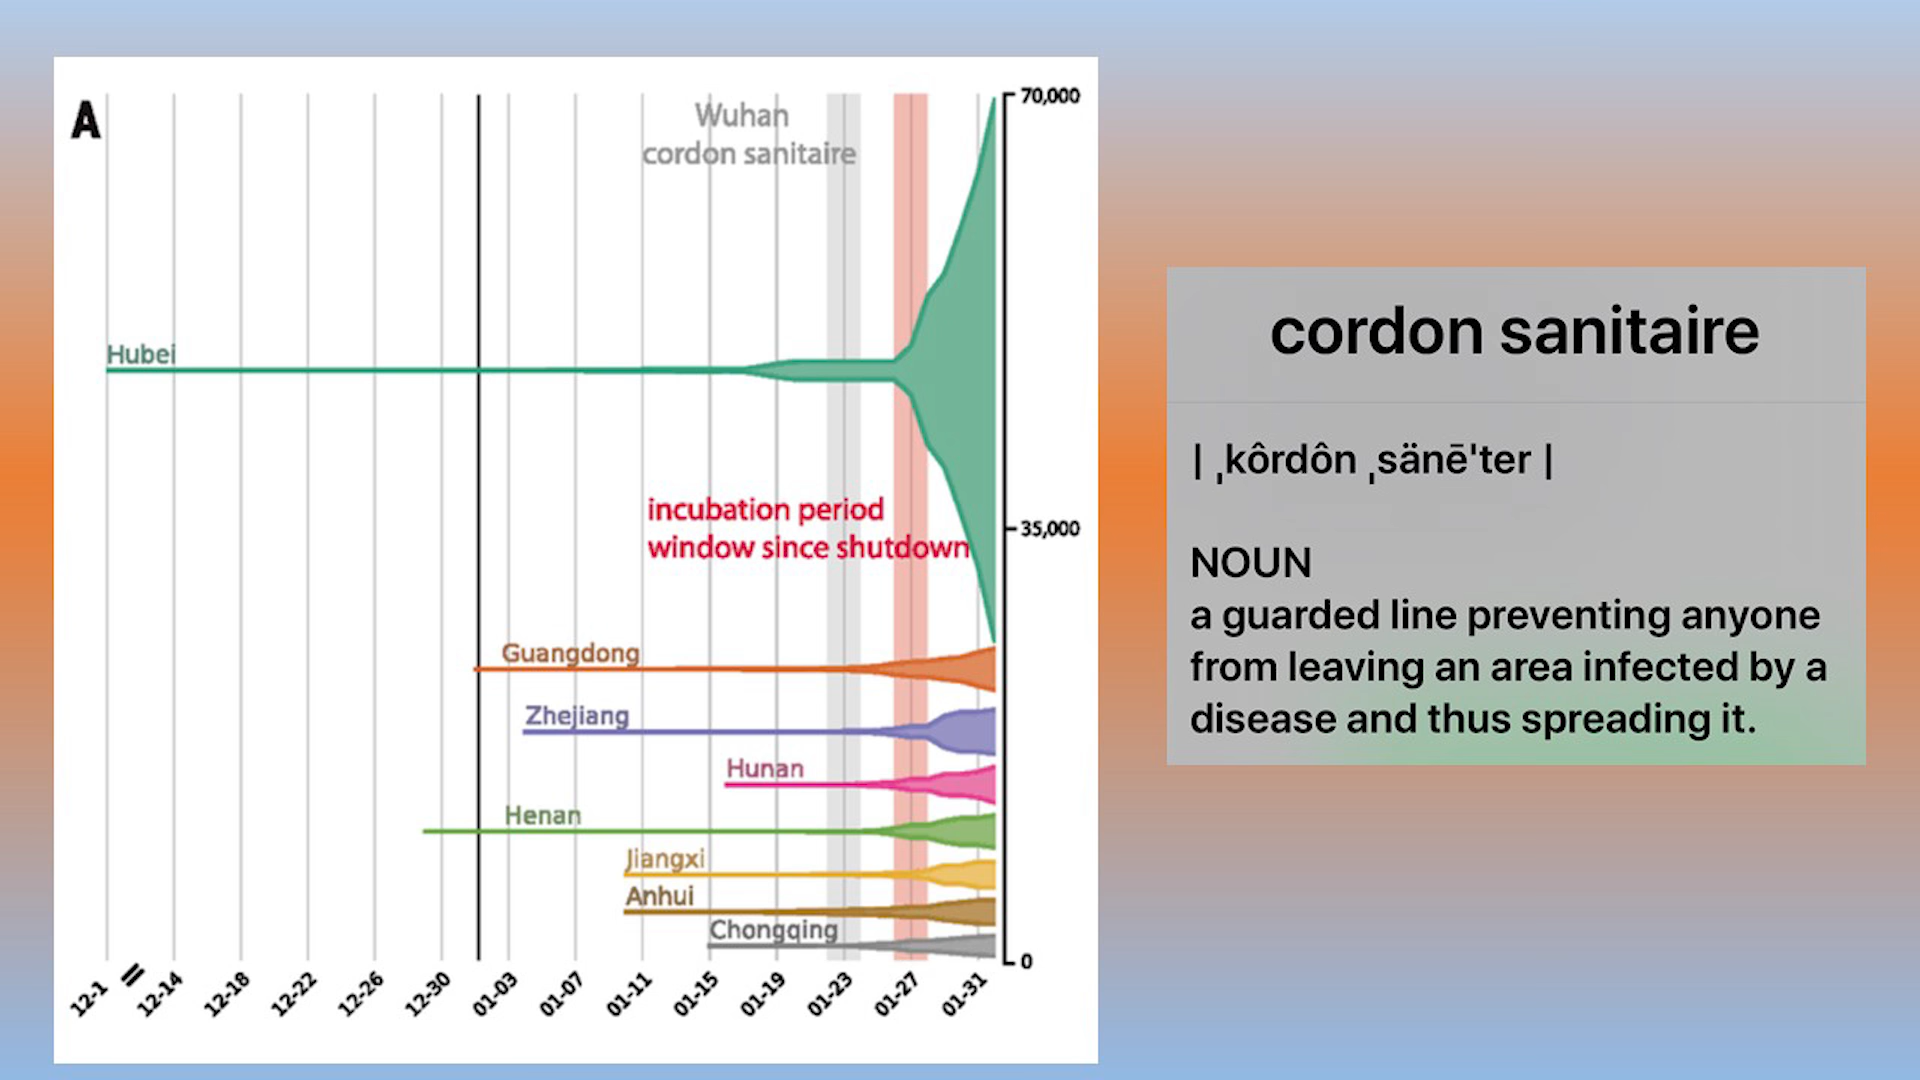 A
Wuhan
cordon sanitaire
70,000
Hubei
incubation period
window since shutdown
35,000
Guangdong
Zhejiang
Hunan
Henan
Jiangxi
Anhui
Chongqing
0
12-1 = 12-14 12-18 12-22 12-26 12-30 01-03 01-07 01-11 01-15 01-19 01-23 01-27 01-31
cordon sanitaire
| ˌkôrdôn ˌsänēˈter |
NOUN
a guarded line preventing anyone
from leaving an area infected by a
disease and thus spreading it.